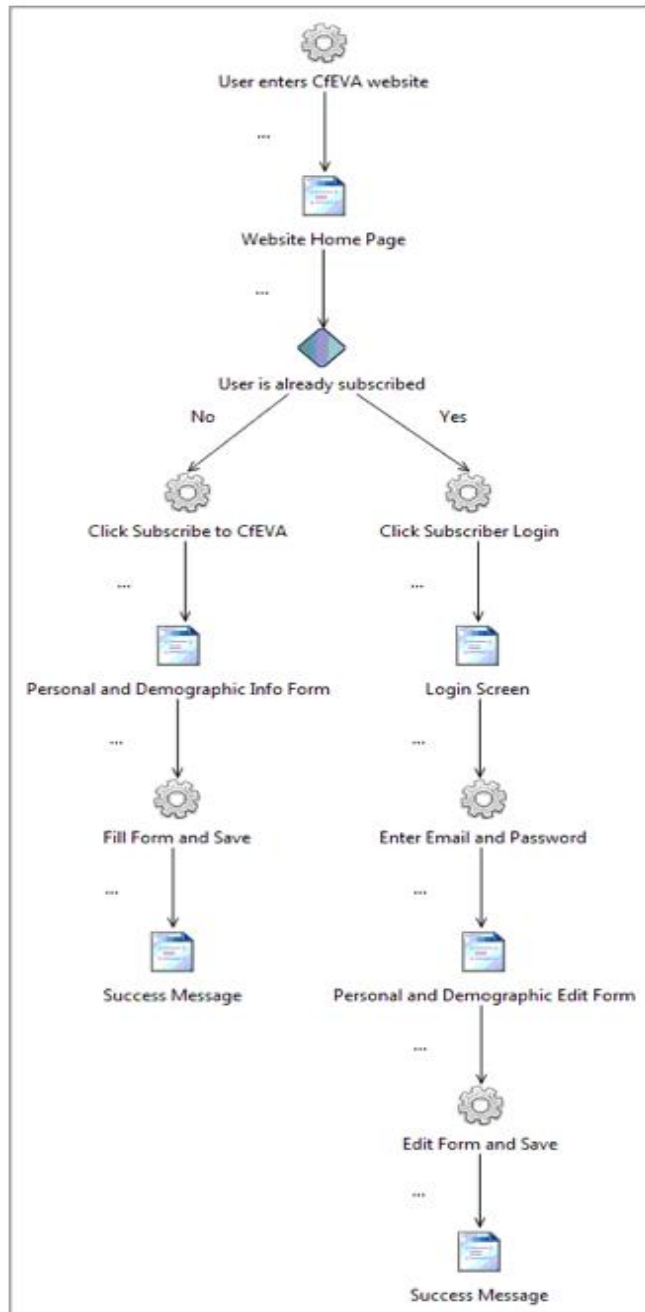 User enters CfEVA website
...
Website Home Page
...
User is already subscribed
No
Yes
Click Subscribe to CfEVA
Click Subscriber Login
...
...
Personal and Demographic Info Form
Login Screen
...
...
Fill Form and Save
Enter Email and Password
...
...
Success Message
Personal and Demographic Edit Form
...
Edit Form and Save
...
Success Message